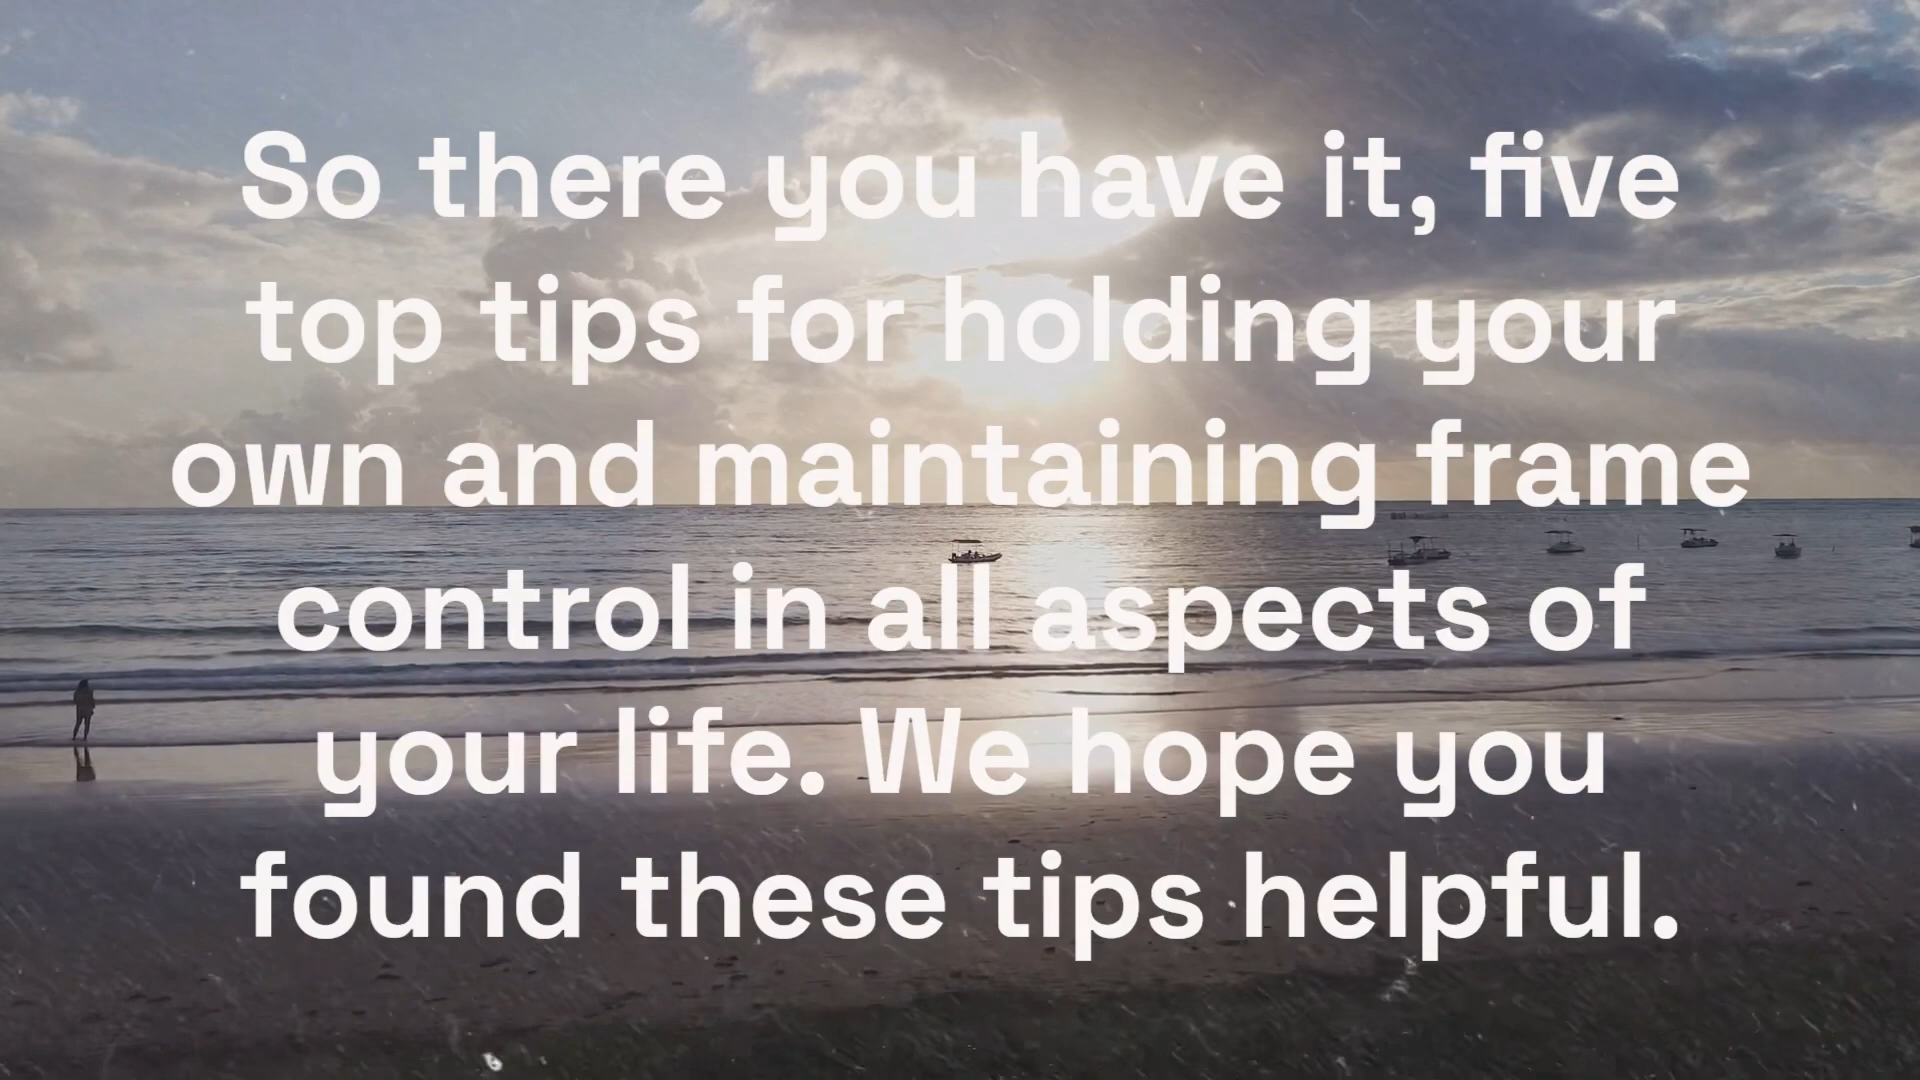 So there you have it, five
top tips for holding your
own and maintaining frame
control in all aspects of
your life. We hope you
found these tips helpful.